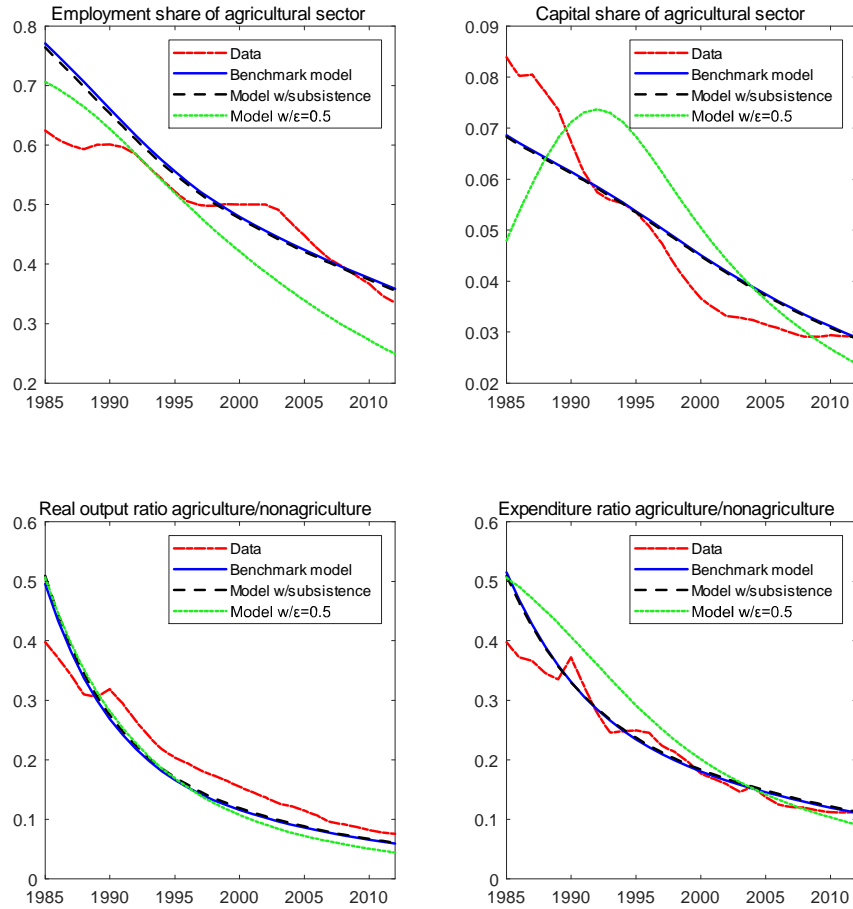 Employment share of agricultural sector
0.8
0.7
0.6
0.5
0.4
0.3
0.2
1985 1990 1995 2000 2005 2010
Data
Benchmark model
Model w/subsistence
Model w/ε=0.5
Capital share of agricultural sector
0.09
0.08
0.07
0.06
0.05
0.04
0.03
0.02
1985 1990 1995 2000 2005 2010
Data
Benchmark model
Model w/subsistence
Model w/ε=0.5
Real output ratio agriculture/nonagriculture
0.6
0.5
0.4
0.3
0.2
0.1
0
1985 1990 1995 2000 2005 2010
Data
Benchmark model
Model w/subsistence
Model w/ε=0.5
Expenditure ratio agriculture/nonagriculture
0.6
0.5
0.4
0.3
0.2
0.1
0
1985 1990 1995 2000 2005 2010
Data
Benchmark model
Model w/subsistence
Model w/ε=0.5